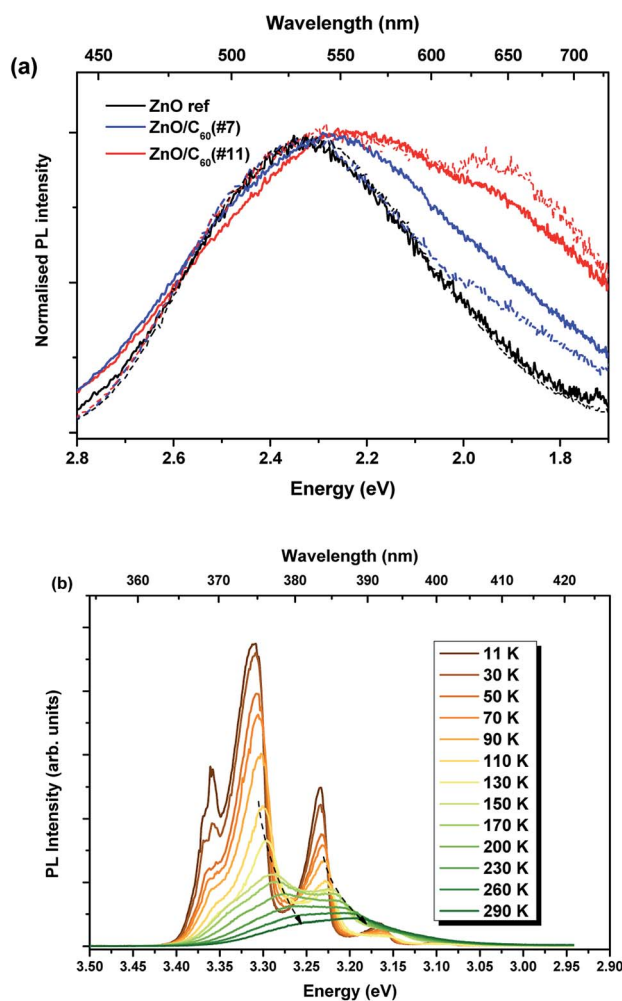 Wavelength (nm)
450 500 550 600 650 700
(a)
ZnO ref
ZnO/C60(#7)
ZnO/C60(#11)
Normalised PL intensity
2.8 2.6 2.4 2.2 2.0 1.8
Energy (eV)
Wavelength (nm)
(b)
360 370 380 390 400 410 420
11 K
30 K
50 K
70 K
90 K
110 K
130 K
150 K
170 K
200 K
230 K
260 K
290 K
PL Intensity (arb. units)
3.50 3.45 3.40 3.35 3.30 3.25 3.20 3.15 3.10 3.05 3.00 2.95 2.90
Energy (eV)